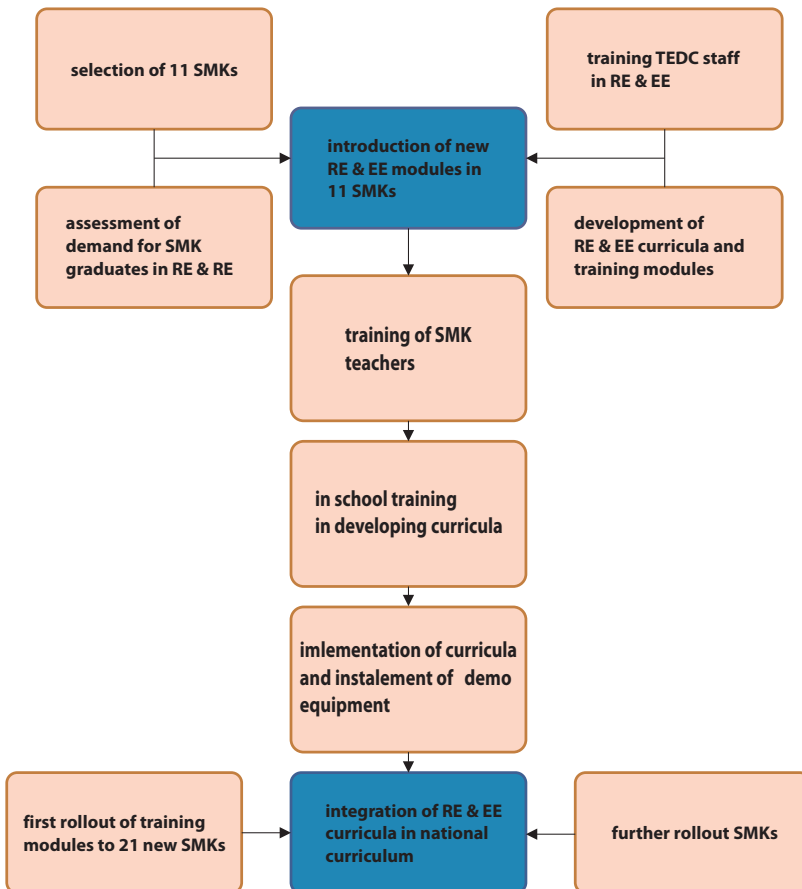 selection of 11 SMKs
training TEDC staff
in RE & EE
introduction of new
RE & EE modules in
11 SMKs
assessment of
demand for SMK
graduates in RE & RE
development of
RE & EE curricula and
training modules
training of SMK
teachers
in school training
in developing curricula
imlementation of curricula
and instalement of demo
equipment
first rollout of training
modules to 21 new SMKs
integration of RE & EE
curricula in national
curriculum
further rollout SMKs